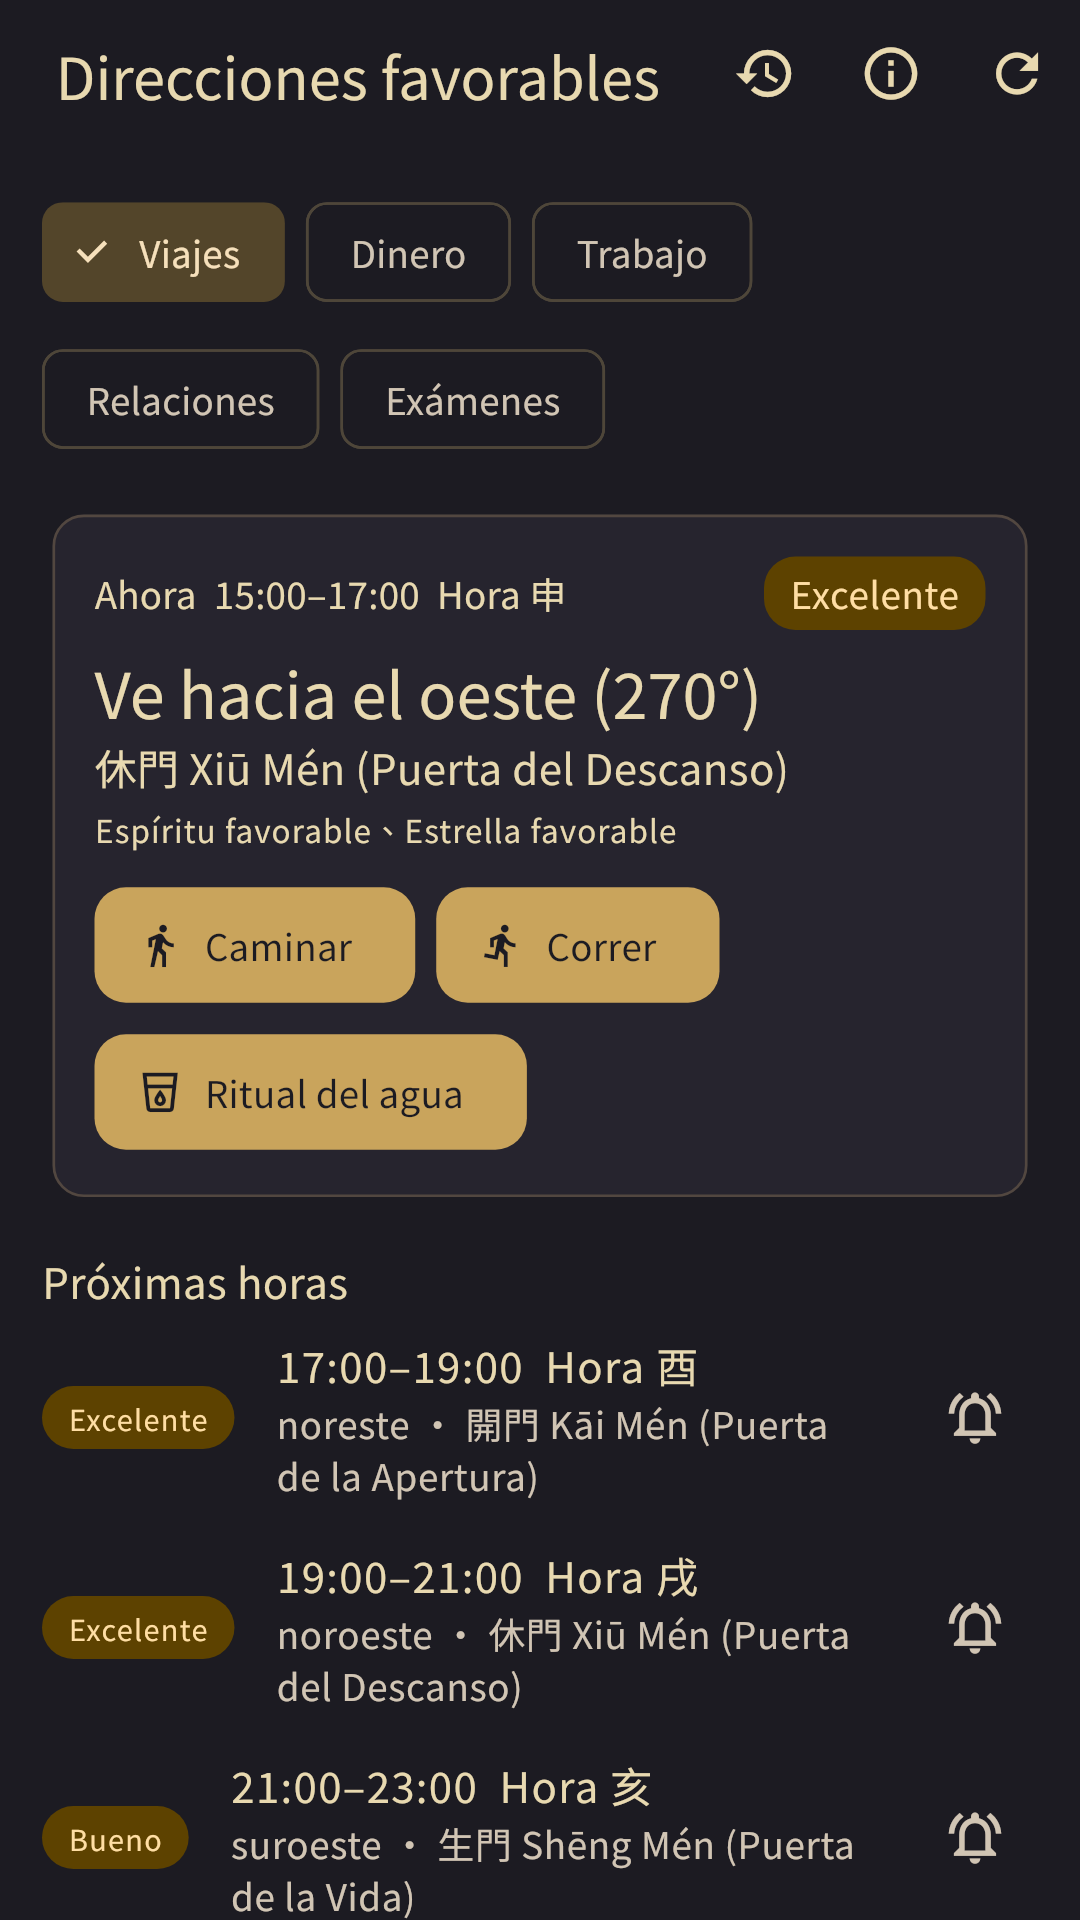 Direcciones favorables
Viajes
Dinero
Trabajo
Relaciones
Exámenes
Ahora 15:00–17:00 Hora 申
Excelente
Ve hacia el oeste (270°)
休門 Xiū Mén (Puerta del Descanso)
Espíritu favorable、Estrella favorable
Caminar
Correr
Ritual del agua
Próximas horas
17:00–19:00 Hora 酉
Excelente
noreste ・ 開門 Kāi Mén (Puerta
de la Apertura)
19:00–21:00 Hora 戌
Excelente
noroeste ・ 休門 Xiū Mén (Puerta
del Descanso)
21:00–23:00 Hora 亥
Bueno
suroeste ・ 生門 Shēng Mén (Puerta
de la Vida)